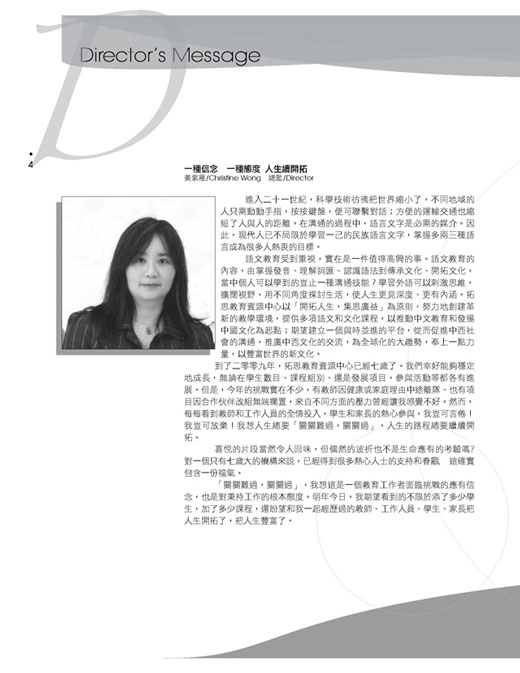 Director's Message
4
一種信念　一種態度 人生續開拓
黃紫雁/Christine Wong　總監/Director
進入二十一世紀，科學技術彷彿把世界縮小了，不同地域的
人只需動動手指，按按鍵盤，便可聯繫對話；方便的運輸交通也縮
短了人與人的距離。在溝通的過程中，語言文字是必需的媒介。因
此，現代人已不局限於學習一己的民族語言文字，掌握多兩三種語
言成為很多人熱衷的目標。
語文教育受到重視，實在是一件值得高興的事。語文教育的
內容，由掌握發音、理解詞匯、認識語法到傳承文化、開拓文化，
當中個人可以學到的豈止一種溝通技能？學習外語可以刺激思維，
擴闊視野，用不同角度探討生活，使人生更見深度、更有內涵。拓
思教育資源中心以「開拓人生，集思廣益」為原則，努力地創建革
新的教學環境，提供多項語文和文化課程，以推動中文教育和發揚
中國文化為起點；期望建立一個與時並進的平台，從而促進中西社
會的溝通，推廣中西文化的交流，為全球化的大趨勢，奉上一點力
量，以豐富世界的新文化。
到了二零零九年，拓思教育資源中心已經七歲了。我們幸好能夠穩定
地成長，無論在學生數目、課程組別、還是發展項目，參與活動等都各有進
展。但是，今年的挑戰實在不少，有教師因健康或家庭理由中途離隊、也有項
目因合作伙伴改組無端擱置，來自不同方面的壓力曾經讓我感覺不好。然而，
每每看到教師和工作人員的全情投入，學生和家長的熱心參與，我豈可言倦！
我豈可放棄！我想人生總要「關關難過，關關過」，人生的路程總要繼續開
拓。
喜悅的片段當然令人回味，但偶然的波折也不是生命應有的考驗嗎?
對一個只有七歲大的機構來説，已經得到很多熱心人士的支持和眷顧　這確實
包含一份福氣。
「關關難過，關關過」，我想這是一個教育工作者面臨挑戰的應有信
念，也是對秉持工作的根本態度。明年今日，我期望看到的不限於添了多少學
生，加了多少課程，還盼望和我一起經歷過的教師、工作人員、學生、家長把
人生開拓了，把人生豐富了。